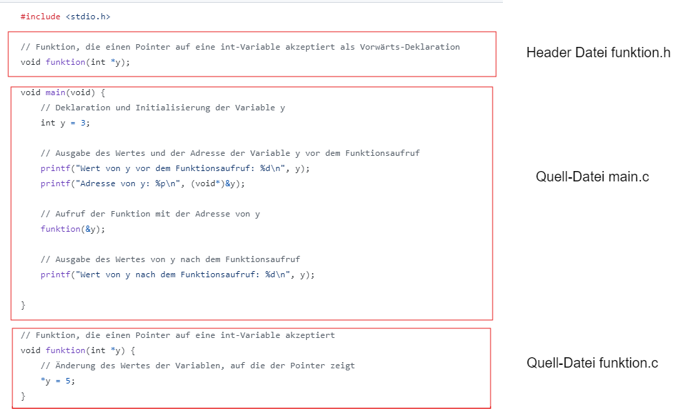 #include <stdio.h>
// Funktion, die einen Pointer auf eine int-Variable akzeptiert als Vorwärts-Deklaration
void funktion(int *y);
Header Datei funktion.h
void main(void) {
// Deklaration und Initialisierung der Variable y
int y = 3;
// Ausgabe des Wertes und der Adresse der Variable y vor dem Funktionsaufruf
printf("Wert von y vor dem Funktionsaufruf: %d\n", y);
printf("Adresse von y: %p\n", (void*)&y);
// Aufruf der Funktion mit der Adresse von y
funktion(&y);
// Ausgabe des Wertes von y nach dem Funktionsaufruf
printf("Wert von y nach dem Funktionsaufruf: %d\n", y);
}
Quell-Datei main.c
// Funktion, die einen Pointer auf eine int-Variable akzeptiert
void funktion(int *y) {
// Änderung des Wertes der Variablen, auf die der Pointer zeigt
*y = 5;
}
Quell-Datei funktion.c